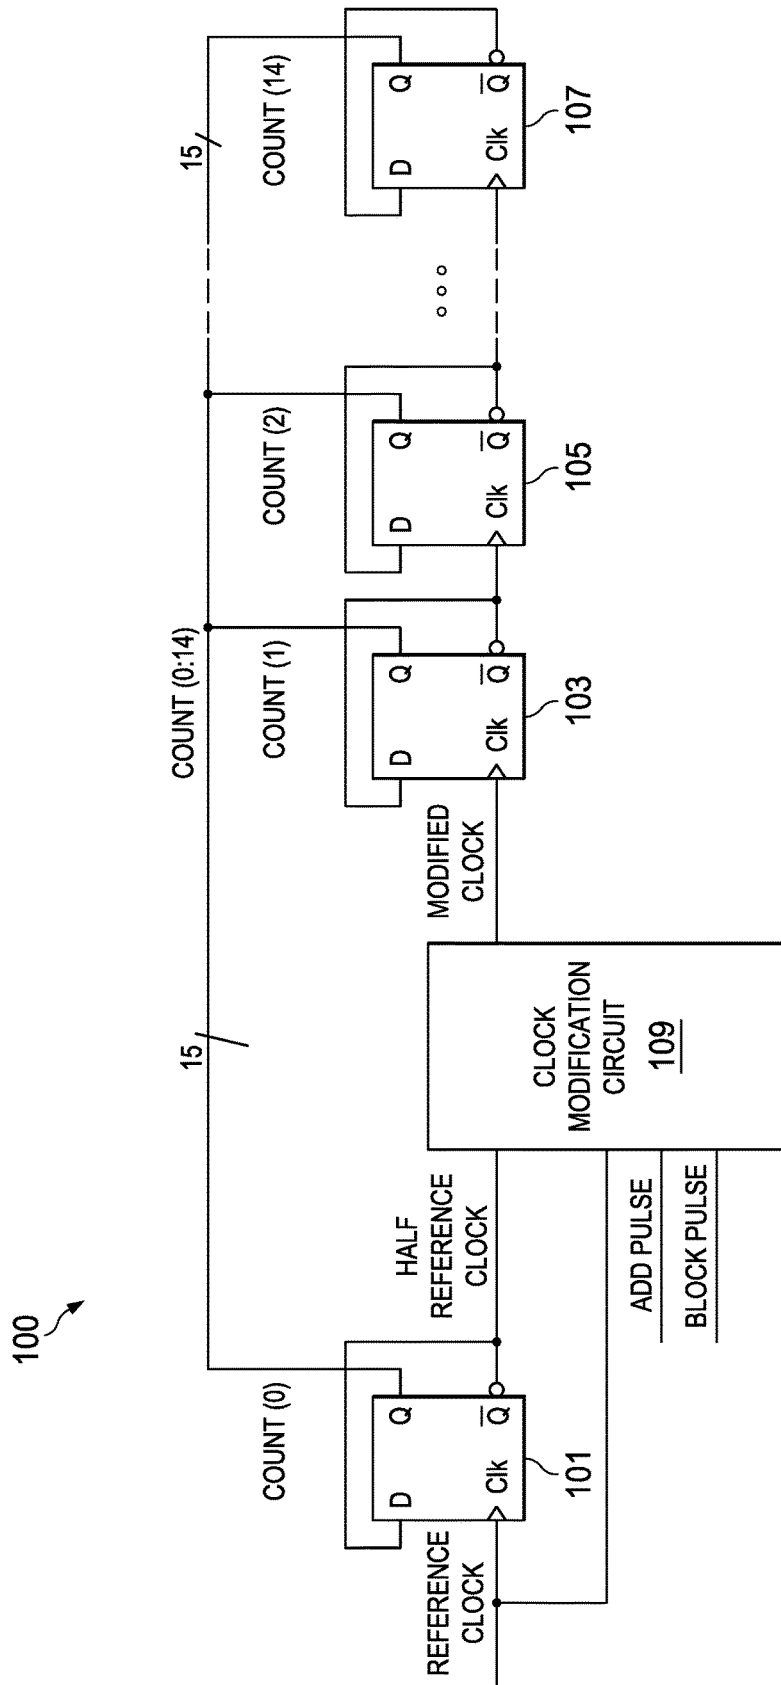 100
COUNT (0:14)
15
15
COUNT (0)
COUNT (1)
COUNT (2)
COUNT (14)
D
Q
Clk
Q
101
D
Q
Clk
Q
103
D
Q
Clk
Q
105
D
Q
Clk
Q
107
REFERENCE
CLOCK
HALF
REFERENCE
CLOCK
ADD PULSE
BLOCK PULSE
CLOCK
MODIFICATION
CIRCUIT
109
MODIFIED
CLOCK